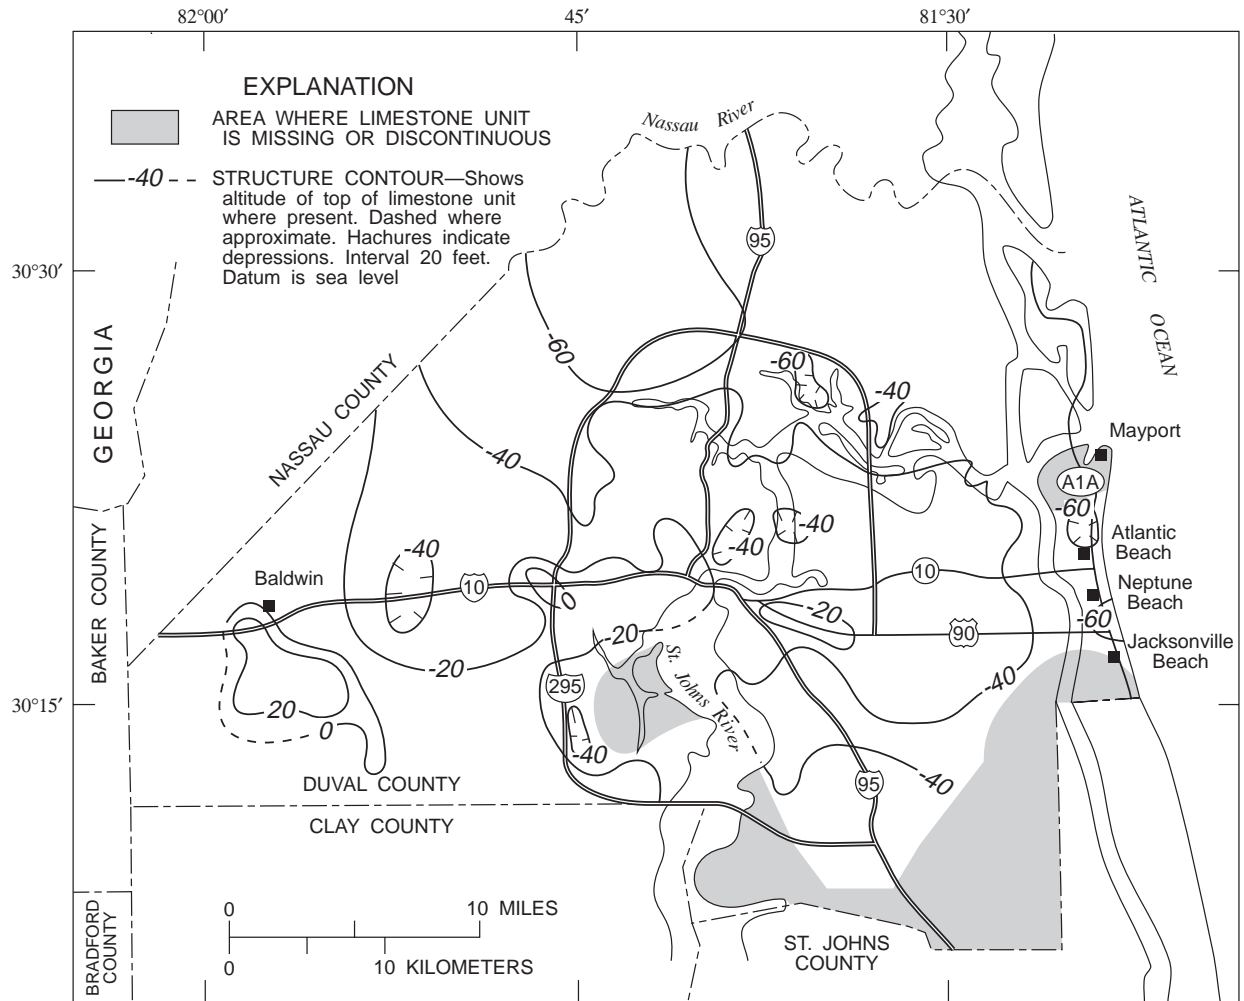 82°00′
45′
81°30′
EXPLANATION
AREA WHERE LIMESTONE UNIT
IS MISSING OR DISCONTINUOUS
-40
STRUCTURE CONTOUR—Shows
altitude of top of limestone unit
where present. Dashed where
approximate. Hachures indicate
depressions. Interval 20 feet.
Datum is sea level
Nassau River
95
ATLANTIC OCEAN
30°30′
GEORGIA
NASSAU COUNTY
-60
-60
-40
Mayport
-40
A1A
-60
-40
-40
-40
Atlantic
Beach
Baldwin
10
10
0
Neptune
Beach
BAKER COUNTY
-20
-60
-20
90
Jacksonville
Beach
-20
St. Johns River
-40
295
30°15′
20
0
-40
-40
95
DUVAL COUNTY
CLAY COUNTY
0
10 MILES
0
10 KILOMETERS
BRADFORD
COUNTY
ST. JOHNS
COUNTY